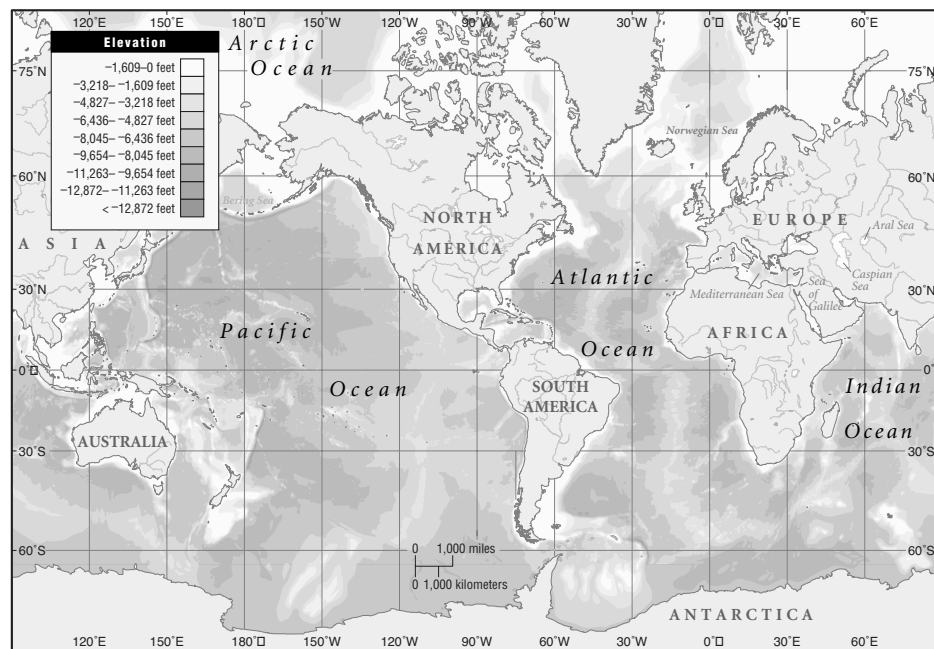 120°E 150°E 180° 150°W 120°W 90°W 60°W 30°W 0°E 30°E 60°E
Elevation
−1,609–0 feet
−3,218– −1,609 feet
−4,827– −3,218 feet
−6,436– −4,827 feet
−8,045– −6,436 feet
−9,654– −8,045 feet
−11,263– −9,654 feet
−12,872– −11,263 feet
< −12,872 feet
Arctic
Ocean
75°N 75°N
Norwegian Sea
60°N 60°N
Bering Sea
ASIA
NORTH
AMERICA
EUROPE
Aral Sea
Atlantic
Caspian
Sea
30°N 30°N
Mediterranean Sea
Sea
of
Galilee
Pacific
AFRICA
Ocean
0° 0°
Ocean
SOUTH
AMERICA
Indian
Ocean
AUSTRALIA
30°S 30°S
60°S 60°S
0 1,000 miles
0 1,000 kilometers
ANTARCTICA
120°E 150°E 180° 150°W 120°W 90°W 60°W 30°W 0°E 30°E 60°E